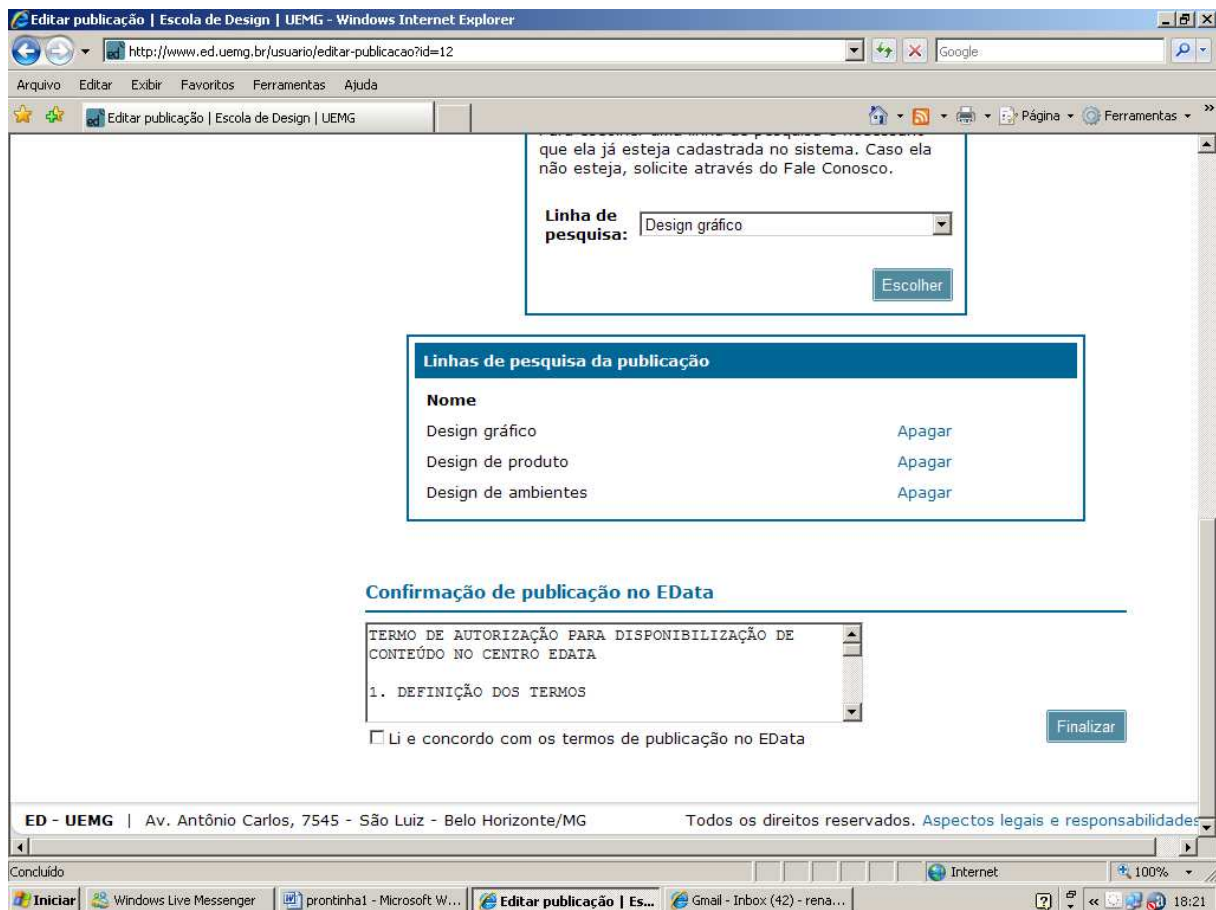 Editar publicação | Escola de Design | UEMG - Windows Internet Explorer
http://www.ed.uemg.br/usuario/editar-publicacao?id=12
Google
Arquivo Editar Exibir Favoritos Ferramentas Ajuda
Editar publicação | Escola de Design | UEMG
Página
Ferramentas
que ela já esteja cadastrada no sistema. Caso ela
não esteja, solicite através do Fale Conosco.
Linha de
pesquisa:
Design gráfico
Escolher
Linhas de pesquisa da publicação
Nome
Design gráfico Apagar
Design de produto Apagar
Design de ambientes Apagar
Confirmação de publicação no EData
TERMO DE AUTORIZAÇÃO PARA DISPONIBILIZAÇÃO DE
CONTEÚDO NO CENTRO EDATA
1. DEFINIÇÃO DOS TERMOS
Li e concordo com os termos de publicação no EData
Finalizar
ED - UEMG | Av. Antônio Carlos, 7545 - São Luiz - Belo Horizonte/MG Todos os direitos reservados. Aspectos legais e responsabilidades
Concluído Internet 100%
Iniciar Windows Live Messenger prontinha1 - Microsoft W... Editar publicação | Es... Gmail - Inbox (42) - rena... 18:21